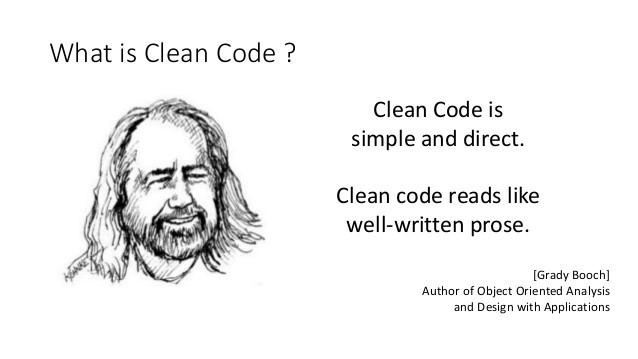 What is Clean Code ?
Clean Code is
simple and direct.
Clean code reads like
well-written prose.
[Grady Booch]
Author of Object Oriented Analysis
and Design with Applications